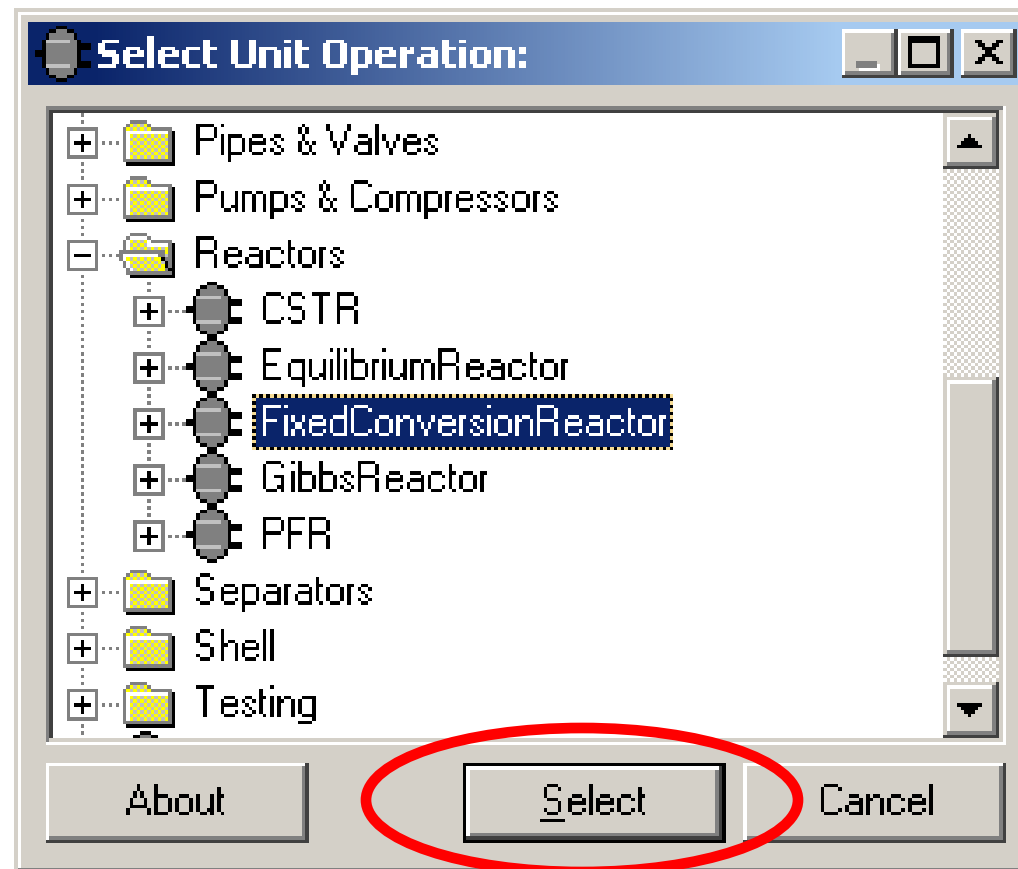 Select Unit Operation:
Pipes & Valves
Pumps & Compressors
Reactors
CSTR
EquilibriumReactor
FixedConversionReactor
GibbsReactor
PFR
Separators
Shell
Testing
About Select Cancel